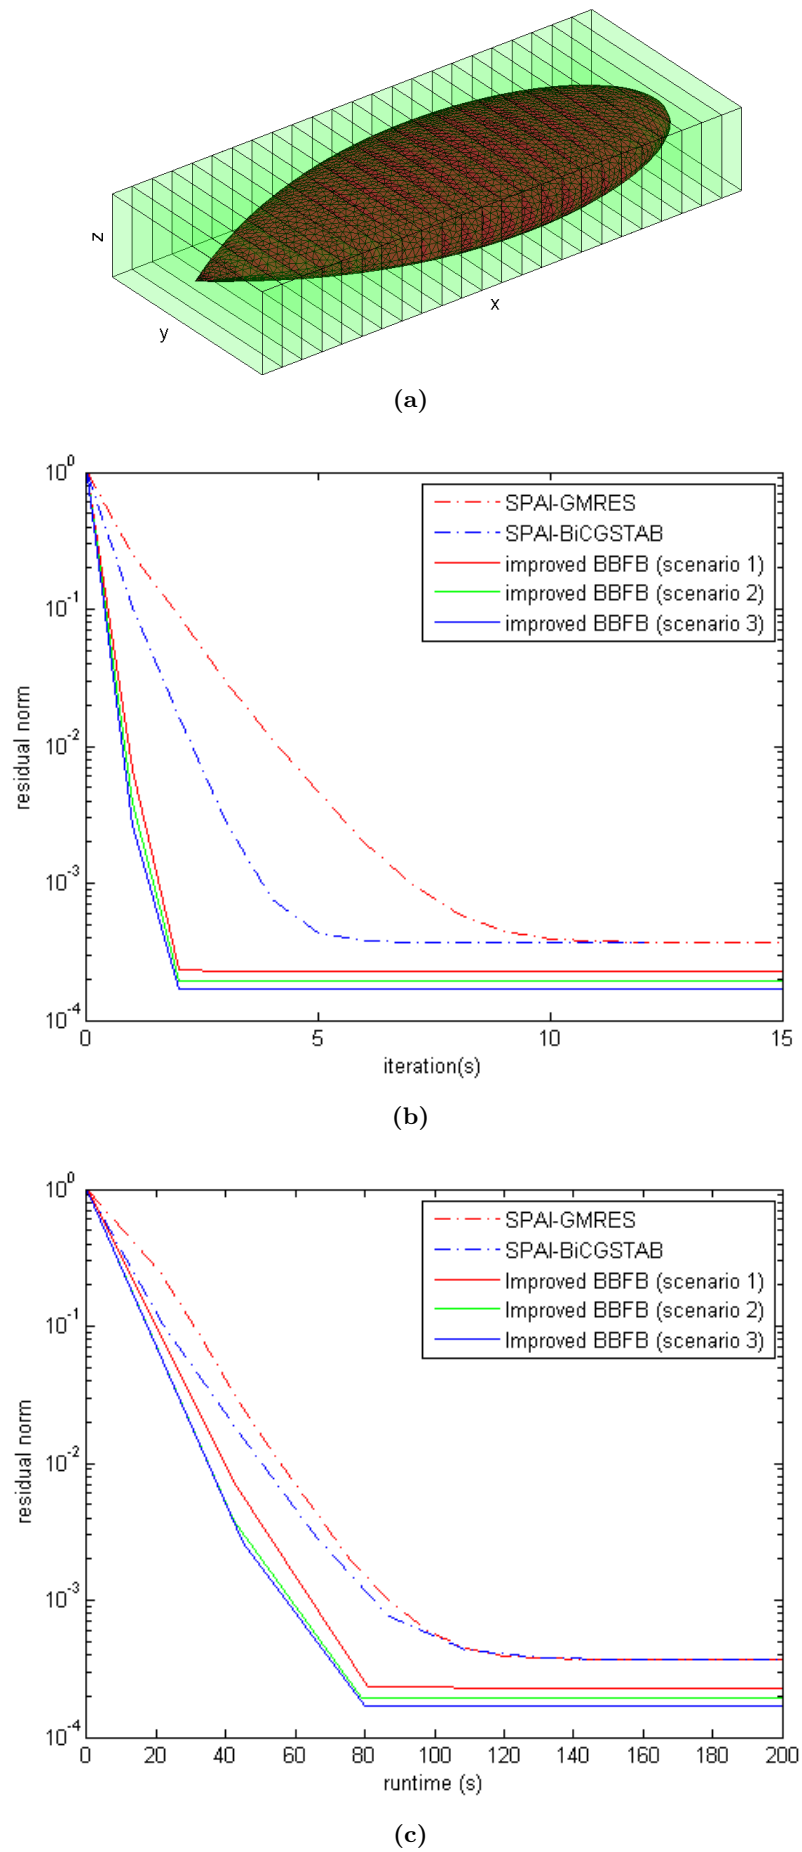 z
y
x
(a)
10^0
10^-1
10^-2
10^-3
10^-4
residual norm
SPAI-GMRES
SPAI-BiCGSTAB
improved BBFB (scenario 1)
improved BBFB (scenario 2)
improved BBFB (scenario 3)
0 5 10 15
iteration(s)
(b)
10^0
10^-1
10^-2
10^-3
10^-4
residual norm
SPAI-GMRES
SPAI-BiCGSTAB
Improved BBFB (scenario 1)
Improved BBFB (scenario 2)
Improved BBFB (scenario 3)
0 20 40 60 80 100 120 140 160 180 200
runtime (s)
(c)